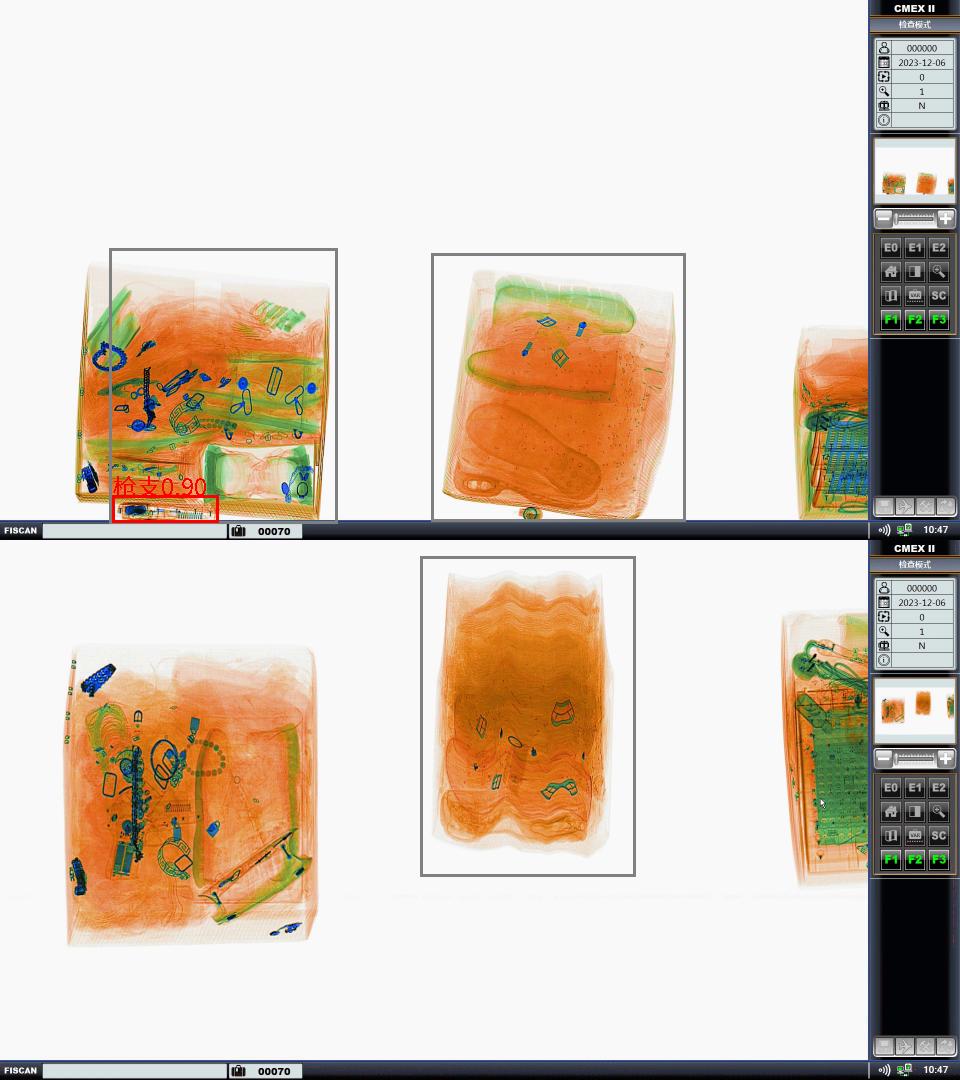 CMEX II
检查模式
000000
2023-12-06
0
1
N
E0 E1 E2
VAR SC
F1 F2 F3
枪支0.90
FISCAN 00070 10:47
CMEX II
检查模式
000000
2023-12-06
0
1
N
E0 E1 E2
VAR SC
F1 F2 F3
FISCAN 00070 10:47